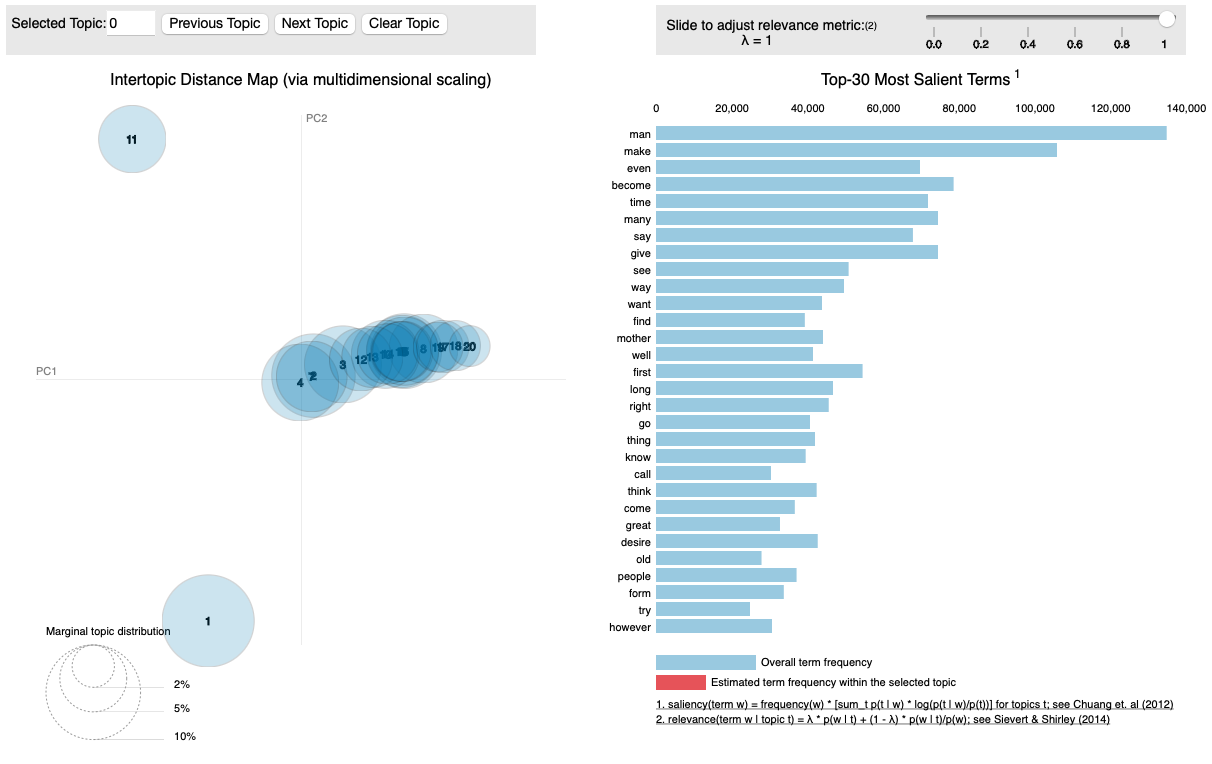 Selected Topic: 0 Previous Topic Next Topic Clear Topic
Slide to adjust relevance metric:(2)
λ = 1
0.0 0.2 0.4 0.6 0.8 1
Intertopic Distance Map (via multidimensional scaling)
PC2
PC1
11
4
2
3
12
8
18
20
1
Marginal topic distribution
2%
5%
10%
Top-30 Most Salient Terms 1
0 20,000 40,000 60,000 80,000 100,000 120,000 140,000
man
make
even
become
time
many
say
give
see
way
want
find
mother
well
first
long
right
go
thing
know
call
think
come
great
desire
old
people
form
try
however
Overall term frequency
Estimated term frequency within the selected topic
1. saliency(term w) = frequency(w) * [sum_t p(t | w) * log(p(t | w)/p(t))] for topics t; see Chuang et. al (2012)
2. relevance(term w | topic t) = λ * p(w | t) + (1 - λ) * p(w | t)/p(w); see Sievert & Shirley (2014)